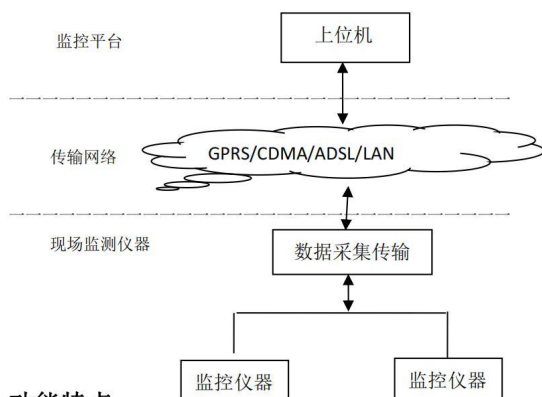 监控平台
上位机
传输网络
GPRS/CDMA/ADSL/LAN
现场监测仪器
数据采集传输
监控仪器
监控仪器
功能特点